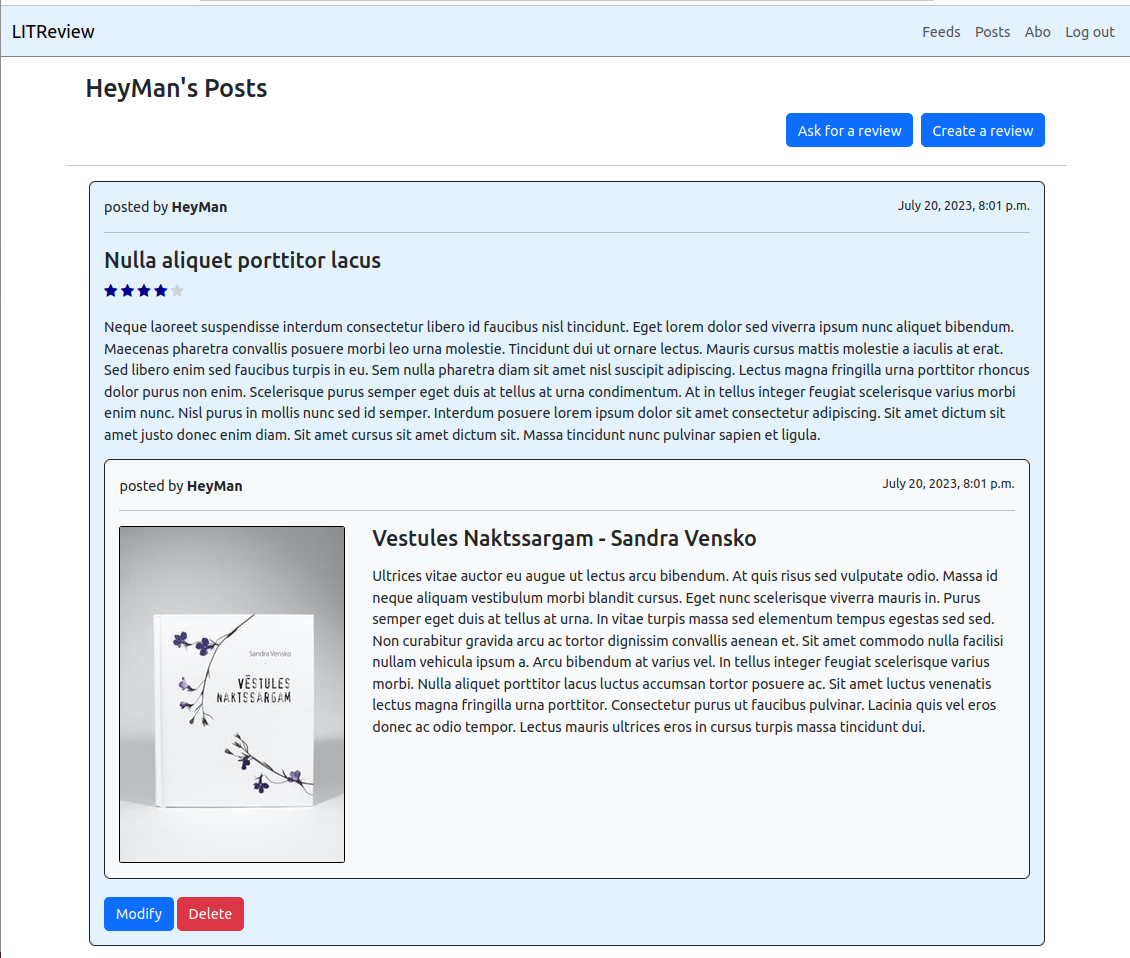 LITReview
Feeds Posts Abo Log out
HeyMan's Posts
Ask for a review Create a review
posted by HeyMan July 20, 2023, 8:01 p.m.
Nulla aliquet porttitor lacus
Neque laoreet suspendisse interdum consectetur libero id faucibus nisl tincidunt. Eget lorem dolor sed viverra ipsum nunc aliquet bibendum.
Maecenas pharetra convallis posuere morbi leo urna molestie. Tincidunt dui ut ornare lectus. Mauris cursus mattis molestie a iaculis at erat.
Sed libero enim sed faucibus turpis in eu. Sem nulla pharetra diam sit amet nisl suscipit adipiscing. Lectus magna fringilla urna porttitor rhoncus
dolor purus non enim. Scelerisque purus semper eget duis at tellus at urna condimentum. At in tellus integer feugiat scelerisque varius morbi
enim nunc. Nisl purus in mollis nunc sed id semper. Interdum posuere lorem ipsum dolor sit amet consectetur adipiscing. Sit amet dictum sit
amet justo donec enim diam. Sit amet cursus sit amet dictum sit. Massa tincidunt nunc pulvinar sapien et ligula.
posted by HeyMan July 20, 2023, 8:01 p.m.
Vestules Naktssargam - Sandra Vensko
Ultrices vitae auctor eu augue ut lectus arcu bibendum. At quis risus sed vulputate odio. Massa id
neque aliquam vestibulum morbi blandit cursus. Eget nunc scelerisque viverra mauris in. Purus
semper eget duis at tellus at urna. In vitae turpis massa sed elementum tempus egestas sed sed.
Non curabitur gravida arcu ac tortor dignissim convallis aenean et. Sit amet commodo nulla facilisi
nullam vehicula ipsum a. Arcu bibendum at varius vel. In tellus integer feugiat scelerisque varius
morbi. Nulla aliquet porttitor lacus luctus accumsan tortor posuere ac. Sit amet luctus venenatis
lectus magna fringilla urna porttitor. Consectetur purus ut faucibus pulvinar. Lacinia quis vel eros
donec ac odio tempor. Lectus mauris ultrices eros in cursus turpis massa tincidunt dui.
Sandra Vensko
VĒSTULES
NAKTSSARGAM
Modify Delete